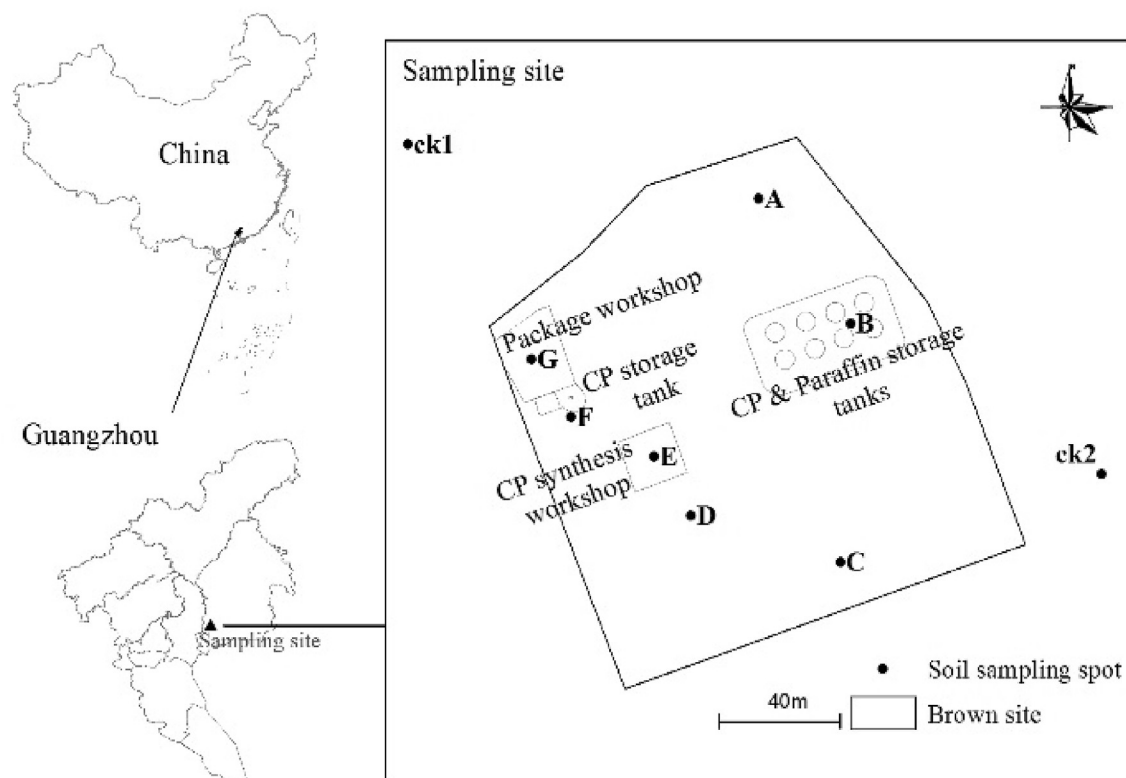 China
Guangzhou
Sampling site
Sampling site
ck1
A
Package workshop
B
G
CP storage
tank
CP & Paraffin storage
tanks
F
CP synthesis
workshop
E
ck2
D
C
Soil sampling spot
40m
Brown site